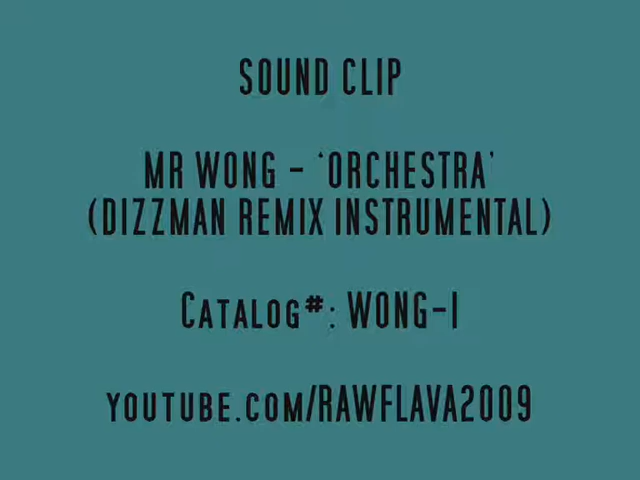 SOUND CLIP
MR WONG - ‘ORCHESTRA’
(DIZZMAN REMIX INSTRUMENTAL)
CATALOG#: WONG-1
YOUTUBE.COM/RAWFLAVA2009